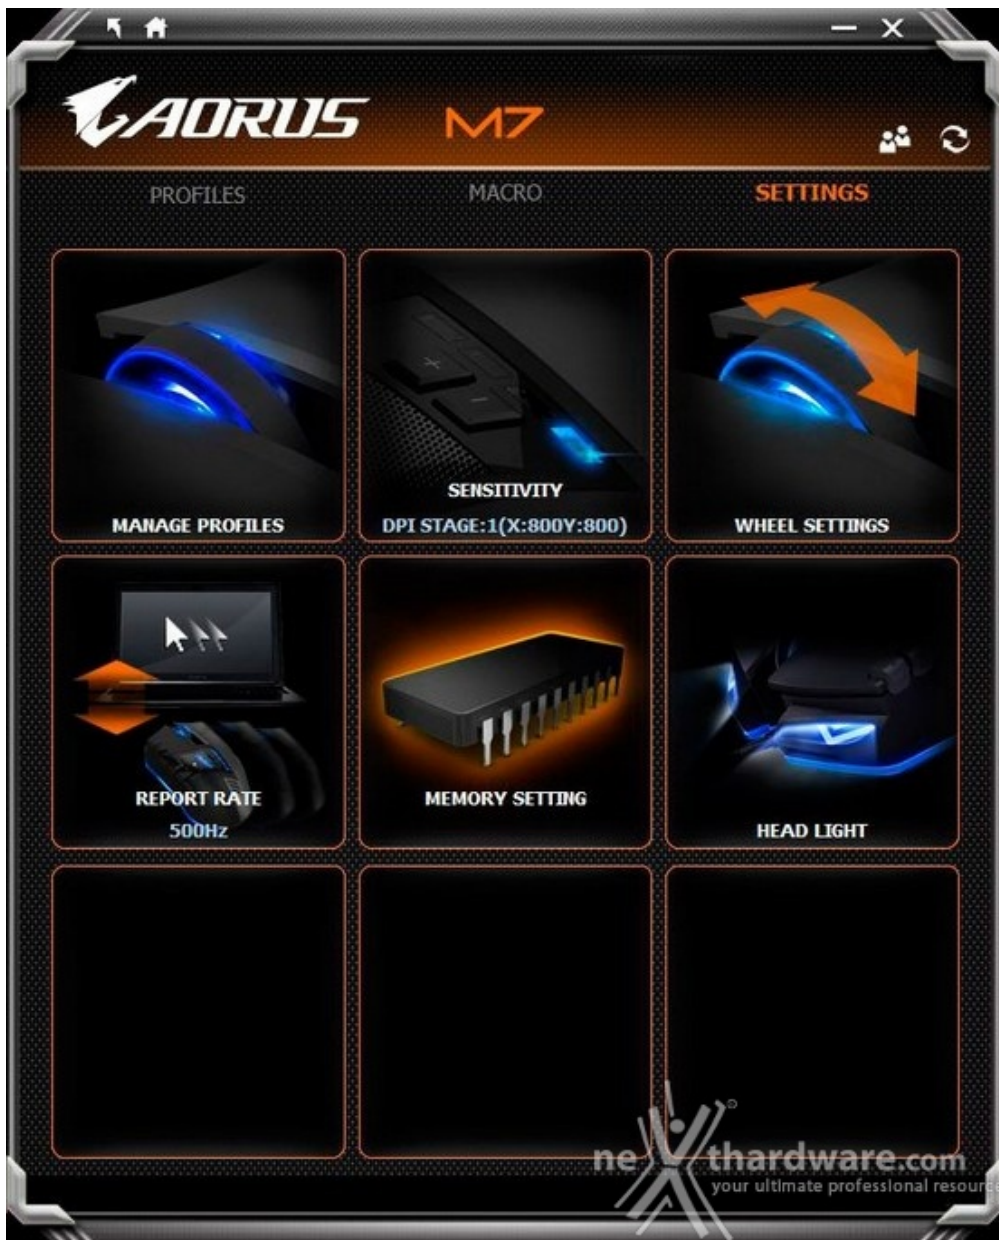 AORUS M7
PROFILES MACRO SETTINGS
MANAGE PROFILES
SENSITIVITY
DPI STAGE:1(X:800Y:800)
WHEEL SETTINGS
REPORT RATE
500Hz
MEMORY SETTING
HEAD LIGHT
nexthardware.com
your ultimate professional resource